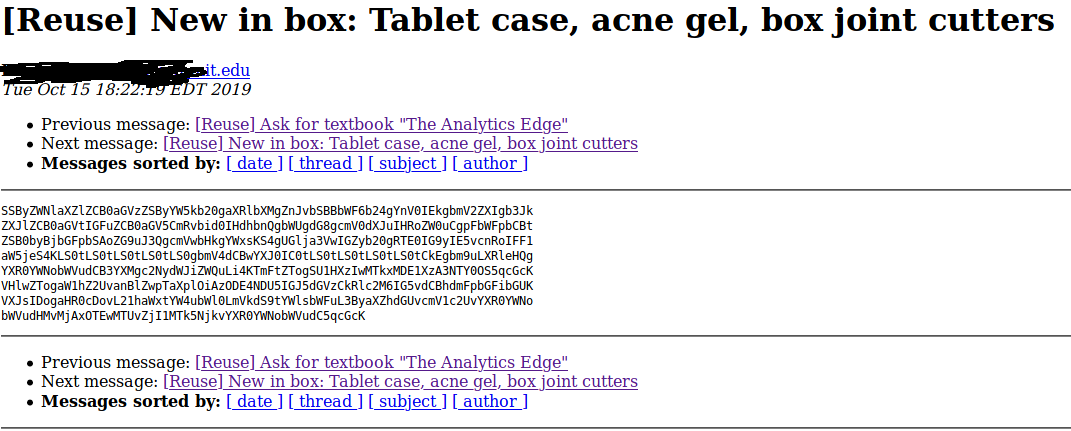 [Reuse] New in box: Tablet case, acne gel, box joint cutters
it.edu
Tue Oct 15 18:22:19 EDT 2019
Previous message: [Reuse] Ask for textbook "The Analytics Edge"
Next message: [Reuse] New in box: Tablet case, acne gel, box joint cutters
Messages sorted by: [ date ] [ thread ] [ subject ] [ author ]
SSByZWNlaXZlZCB0aGVzZSByYW5kb20gaXRlbXMgZnJvbSBBbWF6b24gYnV0IEkgbmV2ZXIgb3Jk
ZXJlZCB0aGVtIGFuZCB0aGV5CmRvbid0IHdhbnQgWUgdG8gcmV0dXJuIHRoZW0uCgpFbWFpbCBt
ZSB0byBjbGFpbSAoZG9uJ3QgcmVwbHkgYWxsKS4gUGlja3VwIGZyb20gRTE0IG9yIE5vcnRoIFF1
aW5jeS4KLS0tLS0tLS0tLS0gbmV4dCBwYXJ0IC0tLS0tLS0tLS0tLS0tCkEgbm9uLXRleHQg
YXR0YWNobWVudCB3YXMgc2NydWJiZWQuLi4KTmFtZTogSU1HXzIwMTkxMDE1XzA3NTY0OS5qcGcK
VHlwZTogaW1hZ2UvanBlZwpTaXplOiAzODE4NDU5IGJ5dGVzCkRlc2M6IG5vdCBhdmFpbGFibGUK
VXJsIDogaHR0cDovL21haWxtYW4ubWl0LmVkdS9tYWlsbWFuL3ByaXZhdGUvcmV1c2UvYXR0YWNo
bWVudHMvMjAxOTEwMTUvZjI1MTk5NjkvYXR0YWNobWVudC5qcGcK
Previous message: [Reuse] Ask for textbook "The Analytics Edge"
Next message: [Reuse] New in box: Tablet case, acne gel, box joint cutters
Messages sorted by: [ date ] [ thread ] [ subject ] [ author ]